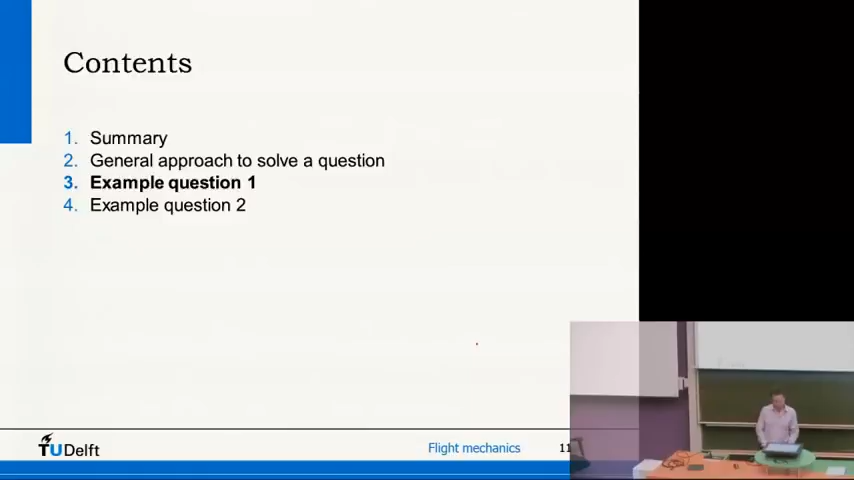 Contents
1. Summary
2. General approach to solve a question
3. Example question 1
4. Example question 2
TUDelft
Flight mechanics 11